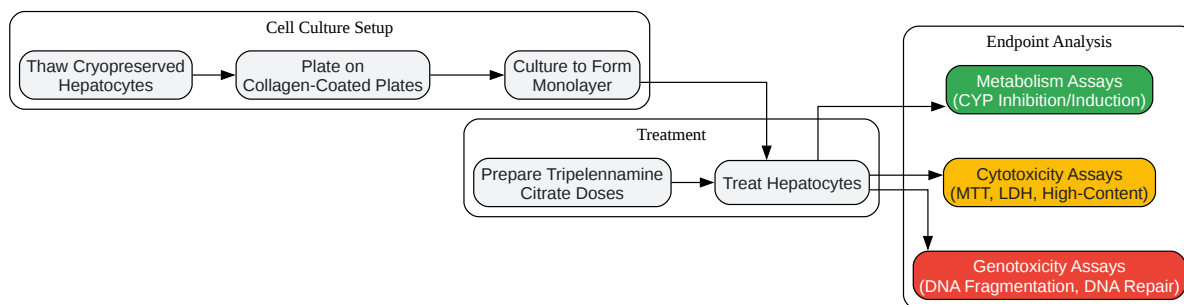 Cell Culture Setup
Thaw Cryopreserved
Hepatocytes
Plate on
Collagen-Coated Plates
Culture to Form
Monolayer
Treatment
Prepare Tripelennamine
Citrate Doses
Treat Hepatocytes
Endpoint Analysis
Metabolism Assays
(CYP Inhibition/Induction)
Cytotoxicity Assays
(MTT, LDH, High-Content)
Genotoxicity Assays
(DNA Fragmentation, DNA Repair)